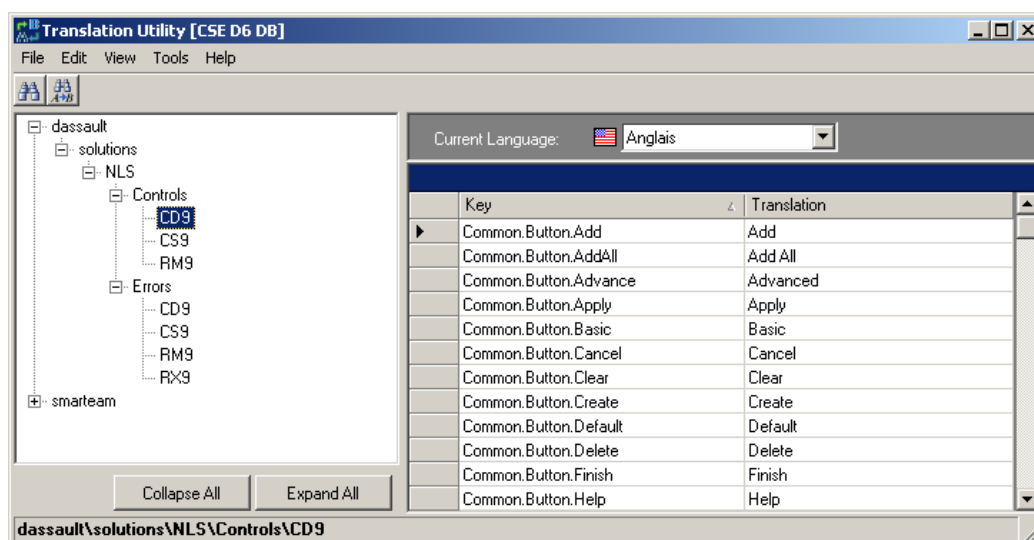 Translation Utility [CSE D6 DB]
File Edit View Tools Help
A→B
dassault
solutions
NLS
Controls
CD9
CS9
RM9
Errors
CD9
CS9
RM9
RX9
smarteam
Collapse All Expand All
Current Language: Anglais
Key Translation
Common.Button.Add Add
Common.Button.AddAll Add All
Common.Button.Advance Advanced
Common.Button.Apply Apply
Common.Button.Basic Basic
Common.Button.Cancel Cancel
Common.Button.Clear Clear
Common.Button.Create Create
Common.Button.Default Default
Common.Button.Delete Delete
Common.Button.Finish Finish
Common.Button.Help Help
dassault\solutions\NLS\Controls\CD9